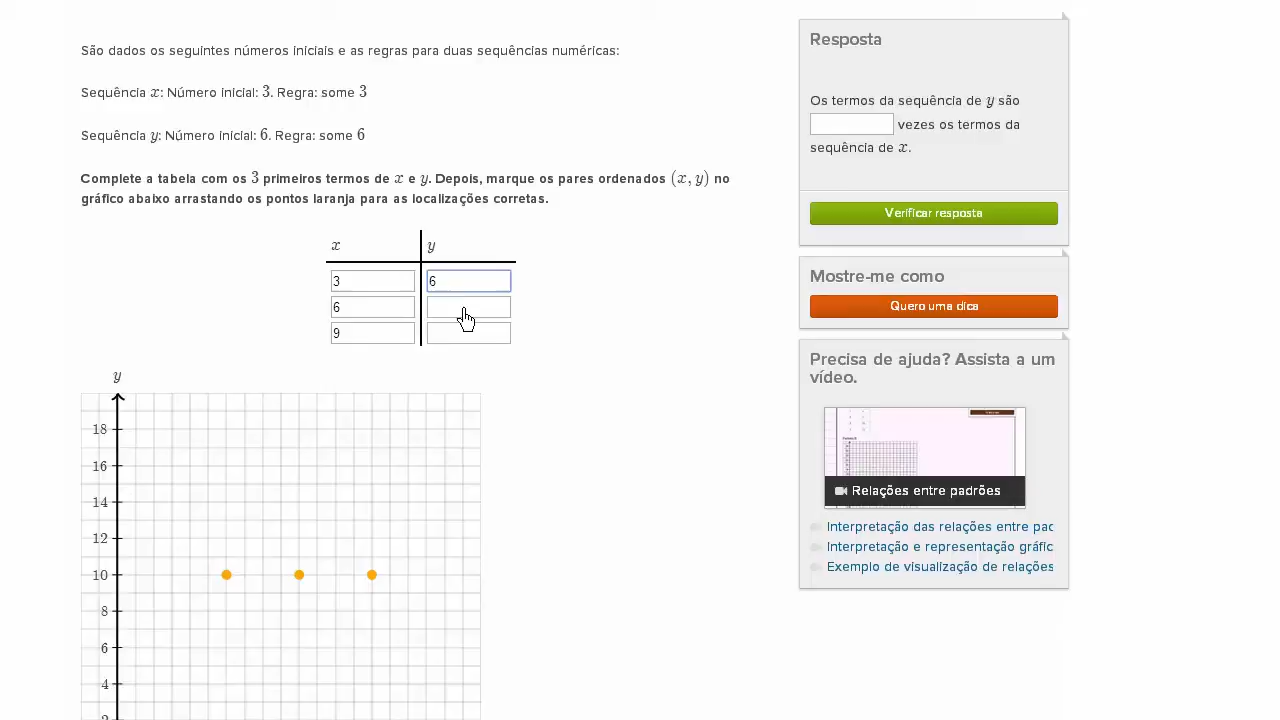 São dados os seguintes números iniciais e as regras para duas sequências numéricas:
Sequência x: Número inicial: 3. Regra: some 3
Sequência y: Número inicial: 6. Regra: some 6
Complete a tabela com os 3 primeiros termos de x e y. Depois, marque os pares ordenados (x, y) no
gráfico abaixo arrastando os pontos laranja para as localizações corretas.
x y
3 6
6
9
y
18
16
14
12
10
8
6
4
2
Resposta
Os termos da sequência de y são
vezes os termos da
sequência de x.
Verificar resposta
Mostre-me como
Quero uma dica
Precisa de ajuda? Assista a um
vídeo.
Relações entre padrões
Interpretação das relações entre pad
Interpretação e representação gráfic
Exemplo de visualização de relações